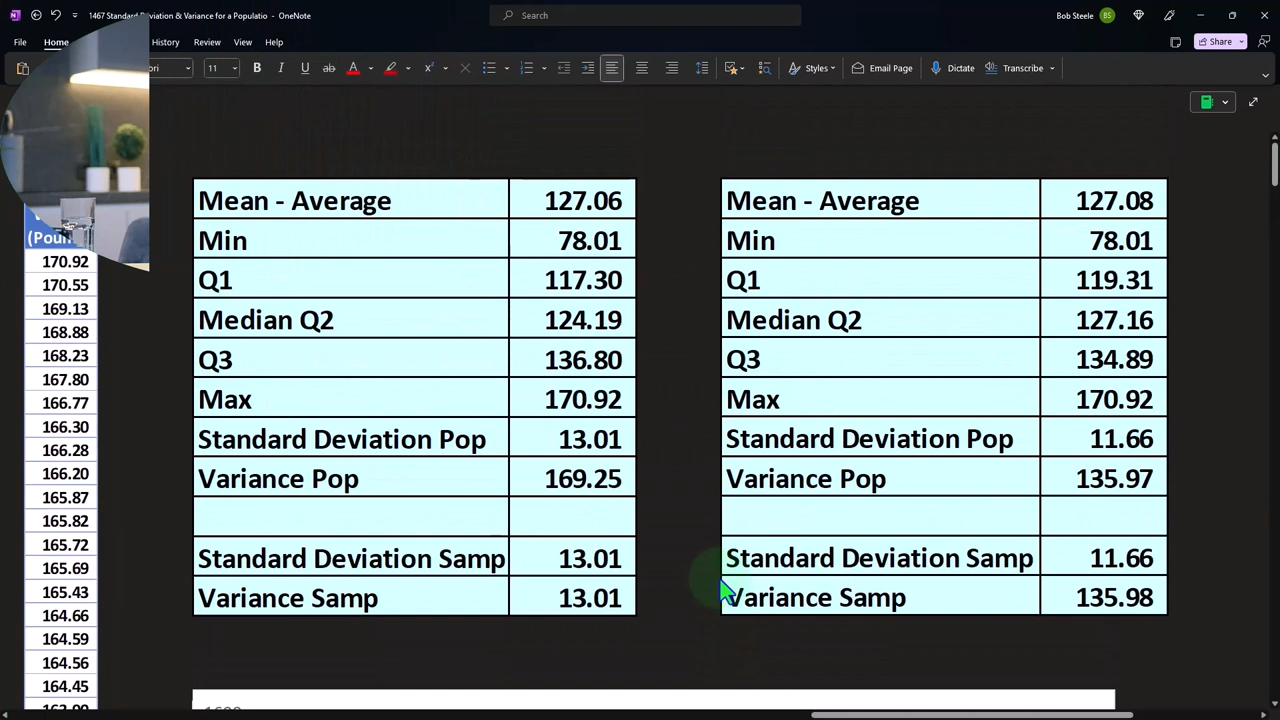 1467 Standard Deviation & Variance for a Populatio - OneNote
Search
Bob Steele
BS
File
Home
History
Review
View
Help
Share
11
B
I
U
ab
A
Styles
Email Page
Dictate
Transcribe
(Poun
170.92
170.55
169.13
168.88
168.23
167.80
166.77
166.30
166.28
166.20
165.87
165.82
165.72
165.69
165.43
164.66
164.59
164.56
164.45
Mean - Average 127.06
Min 78.01
Q1 117.30
Median Q2 124.19
Q3 136.80
Max 170.92
Standard Deviation Pop 13.01
Variance Pop 169.25
Standard Deviation Samp 13.01
Variance Samp 13.01
Mean - Average 127.08
Min 78.01
Q1 119.31
Median Q2 127.16
Q3 134.89
Max 170.92
Standard Deviation Pop 11.66
Variance Pop 135.97
Standard Deviation Samp 11.66
Variance Samp 135.98